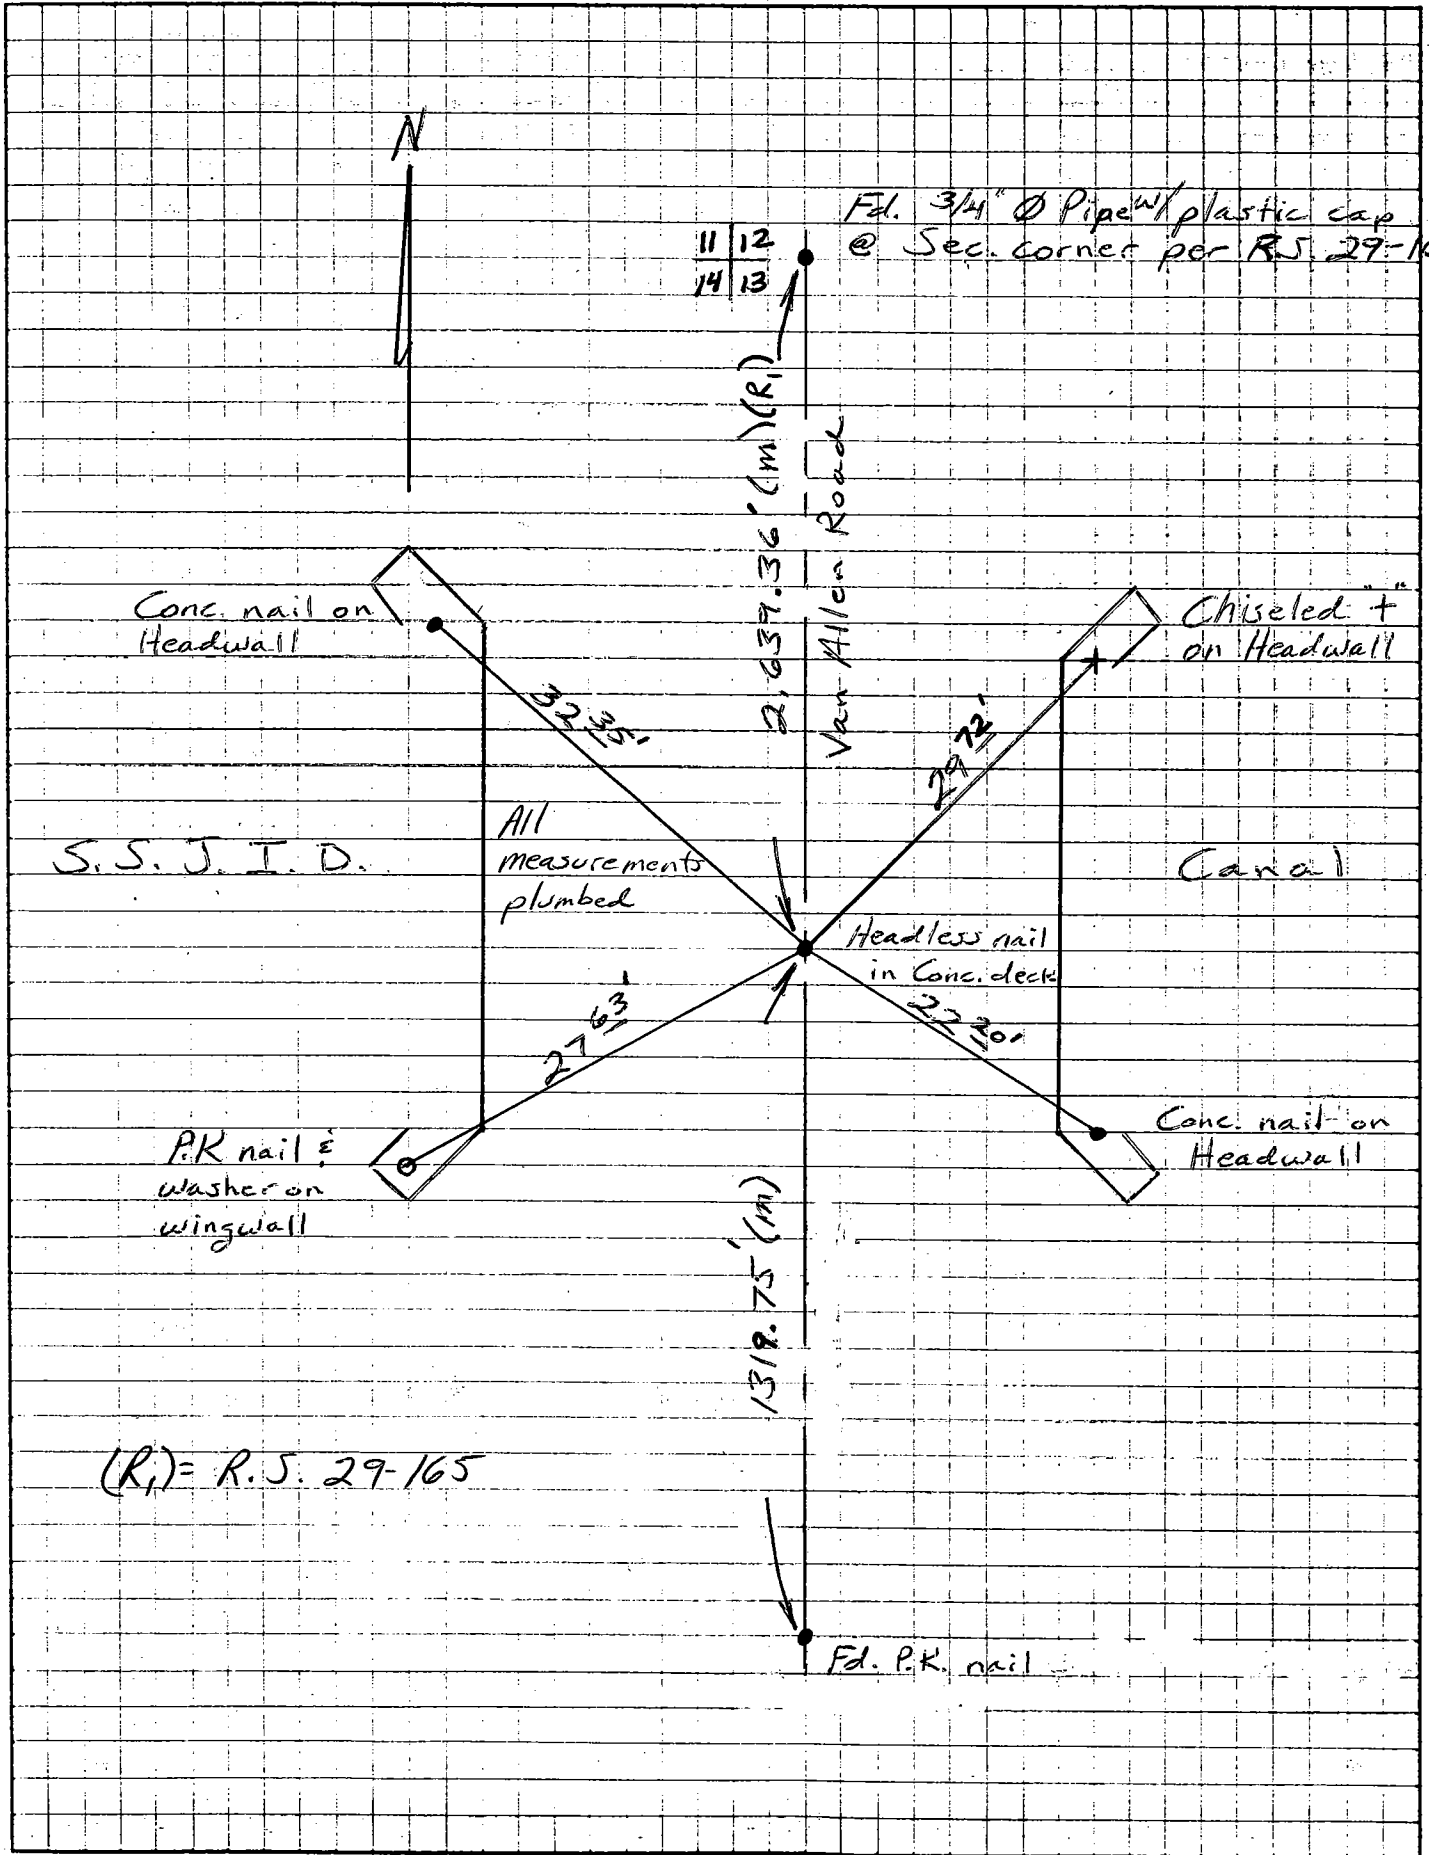 N
Fd. 3/4" Ø Pipe w/ plastic cap
@ Sec. corner per R.S. 29-16
11 12
14 13
2,639.36' (m)(R1)
Van Allen Road
Conc. nail on
Headwall
Chiseled "+"
on Headwall
32 35'
29 72'
All
measurements
plumbed
S. S. J. I. D.
Canal
Headless nail
in Conc. deck
27 63'
22 20'
P.K nail &
washer on
wingwall
Conc. nail on
Headwall
1319.75' (m)
(R1)= R.S. 29-165
Fd. P.K. nail